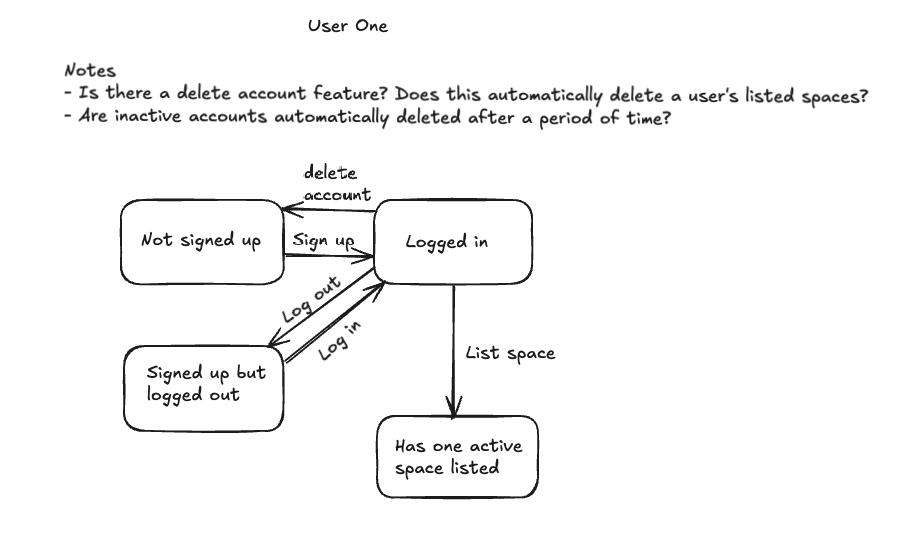 User One
Notes
- Is there a delete account feature? Does this automatically delete a user's listed spaces?
- Are inactive accounts automatically deleted after a period of time?
delete
account
Not signed up
Sign up
Logged in
Log out
Log in
List space
Signed up but
logged out
Has one active
space listed